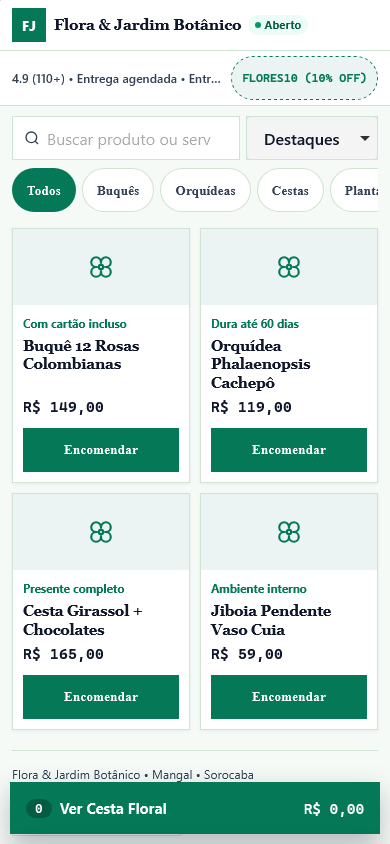 FJ Flora & Jardim Botânico Aberto
4.9 (110+) • Entrega agendada • Entr... FLORES10 (10% OFF)
Buscar produto ou serv Destaques
Todos Buquês Orquídeas Cestas Planta
Com cartão incluso
Buquê 12 Rosas
Colombianas
R$ 149,00
Encomendar
Dura até 60 dias
Orquídea
Phalaenopsis
Cachepô
R$ 119,00
Encomendar
Presente completo
Cesta Girassol +
Chocolates
R$ 165,00
Encomendar
Ambiente interno
Jiboia Pendente
Vaso Cuia
R$ 59,00
Encomendar
Flora & Jardim Botânico • Mangal • Sorocaba
0 Ver Cesta Floral R$ 0,00